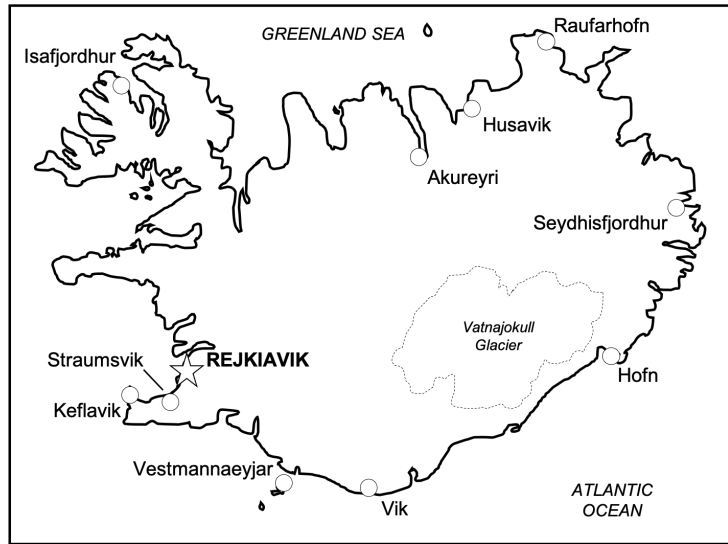 GREENLAND SEA
Raufarhofn
Isafjordhur
Husavik
Akureyri
Seydhisfjordhur
Vatnajokull
Glacier
Straumsvik
REJKIAVIK
Hofn
Keflavik
Vestmannaeyjar
Vik
ATLANTIC
OCEAN